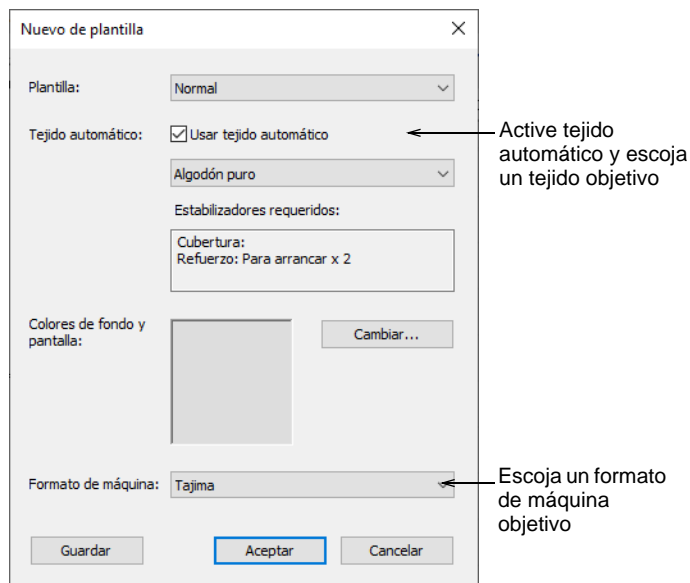 Nuevo de plantilla
Plantilla:
Normal
Tejido automático:
Usar tejido automático
Active tejido
automático y escoja
un tejido objetivo
Algodón puro
Estabilizadores requeridos:
Cubertura:
Refuerzo: Para arrancar x 2
Colores de fondo y
pantalla:
Cambiar...
Formato de máquina:
Tajima
Escoja un formato
de máquina
objetivo
Guardar
Aceptar
Cancelar